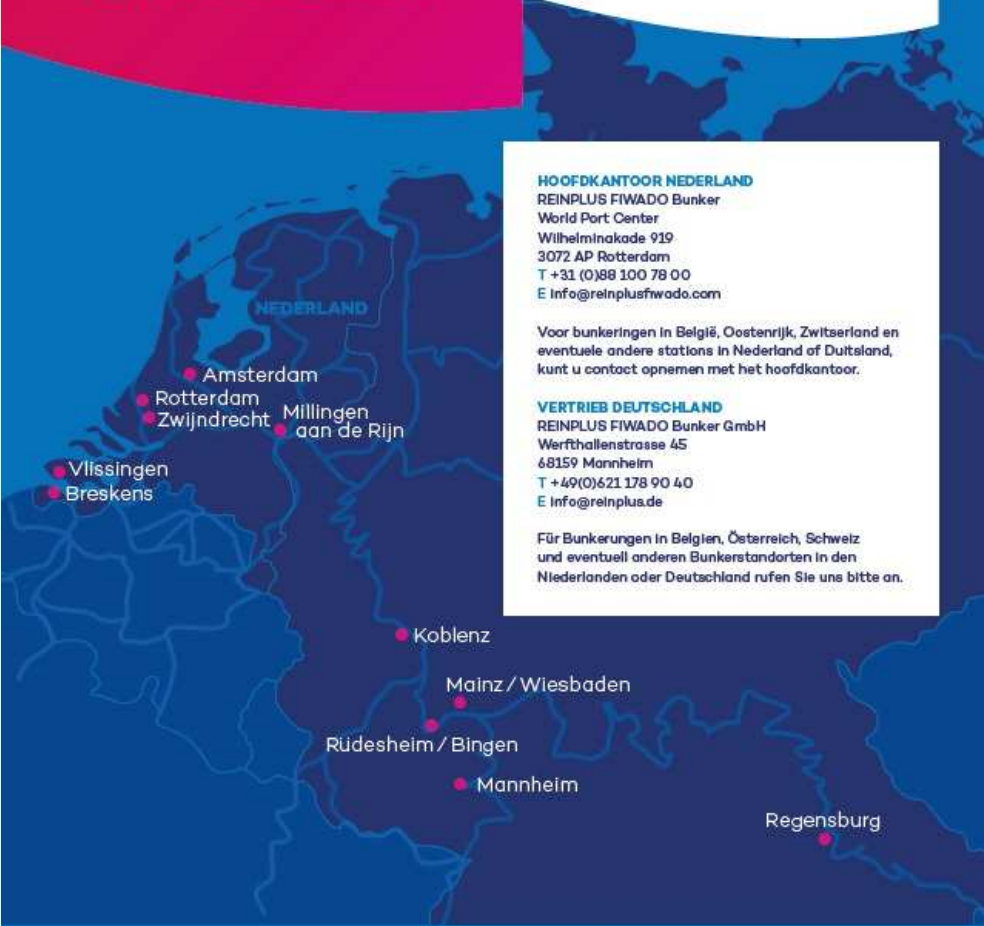 HOOFDKANTOOR NEDERLAND
REINPLUS FIWADO Bunker
World Port Center
Wilhelminakade 919
3072 AP Rotterdam
T +31 (0)88 100 78 00
E info@reinplusfiwado.com
Voor bunkeringen in België, Oostenrijk, Zwitserland en
eventuele andere stations in Nederland of Duitsland,
kunt u contact opnemen met het hoofdkantoor.
VERTRIEB DEUTSCHLAND
REINPLUS FIWADO Bunker GmbH
Werfthallenstrasse 45
68159 Mannheim
T +49(0)621 178 90 40
E info@reinplus.de
Für Bunkerungen in Belgien, Österreich, Schweiz
und eventuell anderen Bunkerstandorten in den
Niederlanden oder Deutschland rufen Sie uns bitte an.
NEDERLAND
Amsterdam
Rotterdam
Zwijndrecht
Millingen
aan de Rijn
Vlissingen
Breskens
Koblenz
Mainz / Wiesbaden
Rüdesheim / Bingen
Mannheim
Regensburg